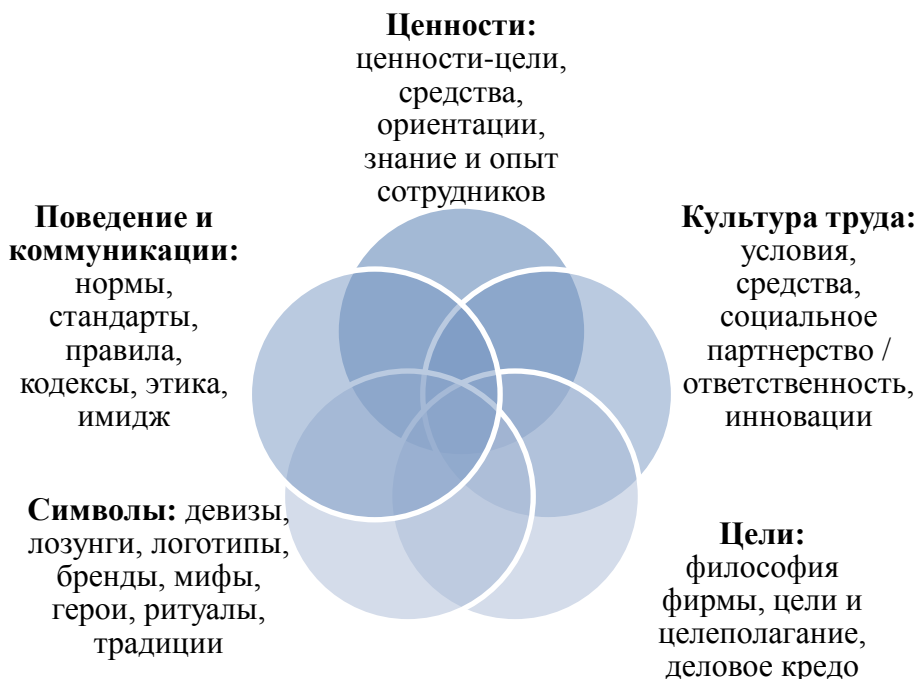 Ценности:
ценности-цели,
средства,
ориентации,
знание и опыт
сотрудников
Поведение и
коммуникации:
нормы,
стандарты,
правила,
кодексы, этика,
имидж
Культура труда:
условия,
средства,
социальное
партнерство /
ответственность,
инновации
Символы: девизы,
лозунги, логотипы,
бренды, мифы,
герои, ритуалы,
традиции
Цели:
философия
фирмы, цели и
целеполагание,
деловое кредо